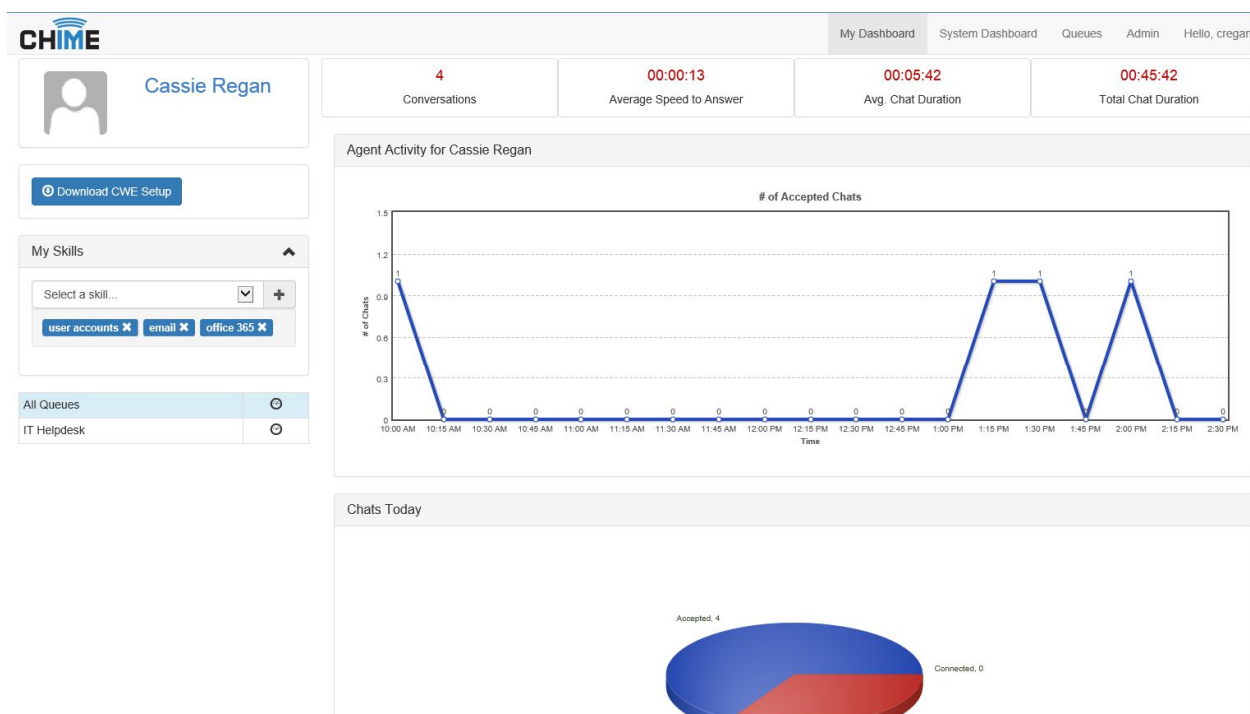 CHIME
My Dashboard System Dashboard Queues Admin Hello, cregan
Cassie Regan
4 00:00:13 00:05:42 00:45:42
Conversations Average Speed to Answer Avg. Chat Duration Total Chat Duration
Download CWE Setup
My Skills
Select a skill...
user accounts ✖ email ✖ office 365 ✖
All Queues
IT Helpdesk
Agent Activity for Cassie Regan
# of Accepted Chats
1.5
1.2
0.9
0.6
0.3
0
# of Chats
1 0 0 0 0 0 0 0 0 0 0 0 0 1 1 0 1 0 0
10:00 AM 10:15 AM 10:30 AM 10:45 AM 11:00 AM 11:15 AM 11:30 AM 11:45 AM 12:00 PM 12:15 PM 12:30 PM 12:45 PM 1:00 PM 1:15 PM 1:30 PM 1:45 PM 2:00 PM 2:15 PM 2:30 PM
Time
Chats Today
Accepted, 4
Connected, 0